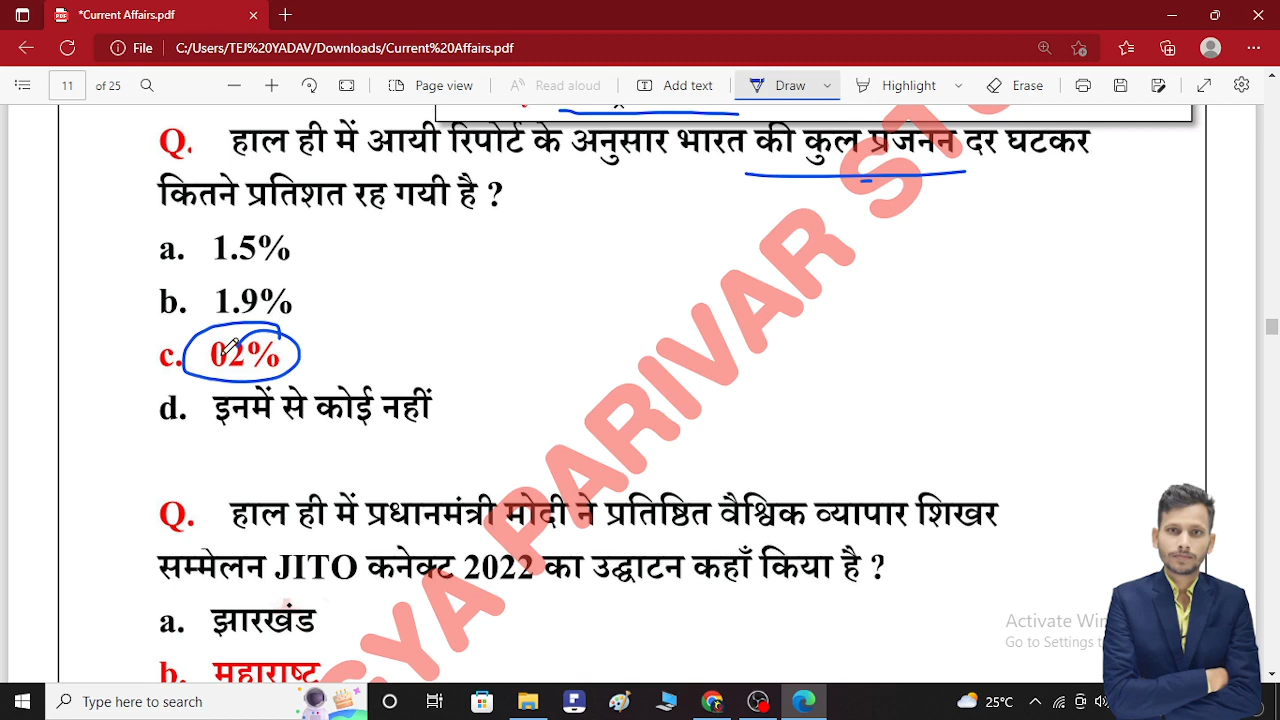 *Current Affairs.pdf
File C:/Users/TEJ%20YADAV/Downloads/Current%20Affairs.pdf
11 of 25 Page view Read aloud Add text Draw Highlight Erase
Q. हाल ही में आयी रिपोर्ट के अनुसार भारत की कुल प्रजनन दर घटकर
कितने प्रतिशत रह गयी है ?
a. 1.5%
b. 1.9%
c. 02%
d. इनमें से कोई नहीं
Q. हाल ही में प्रधानमंत्री मोदी ने प्रतिष्ठित वैश्विक व्यापार शिखर
सम्मेलन JITO कनेक्ट 2022 का उद्घाटन कहाँ किया है ?
a. झारखंड
b. महाराष्ट्र
PARIVAR
Activate
Go to Settings
Type here to search 25°C